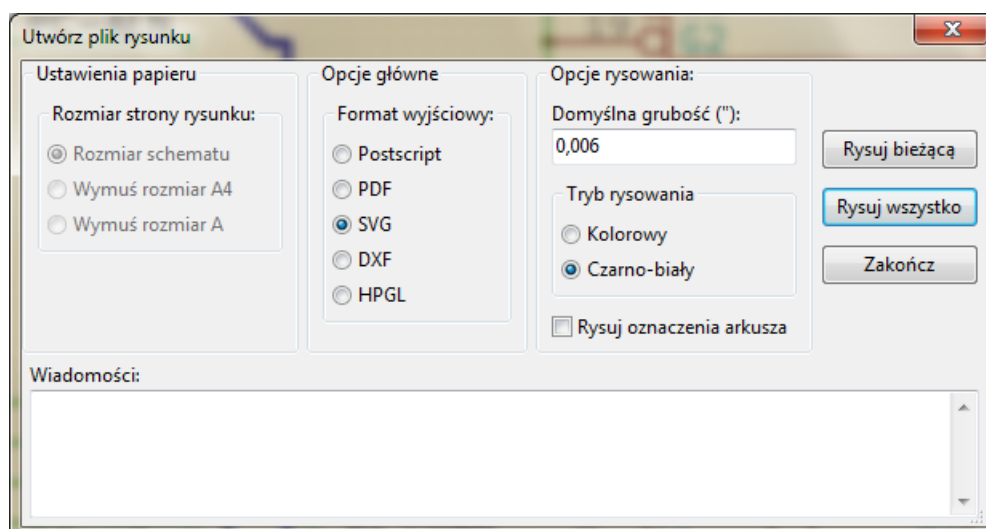 Utwórz plik rysunku
Ustawienia papieru
Rozmiar strony rysunku:
Rozmiar schematu
Wymuś rozmiar A4
Wymuś rozmiar A
Opcje główne
Format wyjściowy:
Postscript
PDF
SVG
DXF
HPGL
Opcje rysowania:
Domyślna grubość ("):
0,006
Tryb rysowania
Kolorowy
Czarno-biały
Rysuj oznaczenia arkusza
Rysuj bieżącą
Rysuj wszystko
Zakończ
Wiadomości: